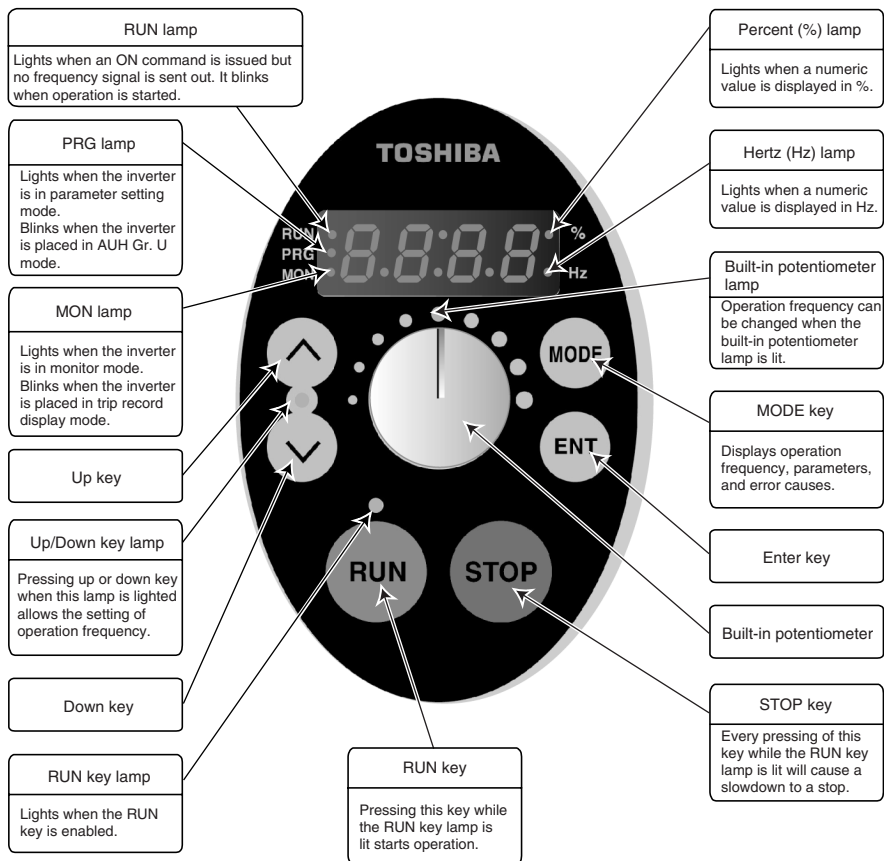 RUN lamp
Lights when an ON command is issued but
no frequency signal is sent out. It blinks
when operation is started.
PRG lamp
Lights when the inverter
is in parameter setting
mode.
Blinks when the inverter
is placed in AUH Gr. U
mode.
MON lamp
Lights when the inverter
is in monitor mode.
Blinks when the inverter
is placed in trip record
display mode.
Up key
Up/Down key lamp
Pressing up or down key
when this lamp is lighted
allows the setting of
operation frequency.
Down key
RUN key lamp
Lights when the RUN
key is enabled.
TOSHIBA
RUN
PRG
MON
8.8.8.8.
%
Hz
MODE
ENT
RUN
STOP
RUN key
Pressing this key while
the RUN key lamp is
lit starts operation.
Percent (%) lamp
Lights when a numeric
value is displayed in %.
Hertz (Hz) lamp
Lights when a numeric
value is displayed in Hz.
Built-in potentiometer
lamp
Operation frequency can
be changed when the
built-in potentiometer
lamp is lit.
MODE key
Displays operation
frequency, parameters,
and error causes.
Enter key
Built-in potentiometer
STOP key
Every pressing of this
key while the RUN key
lamp is lit will cause a
slowdown to a stop.